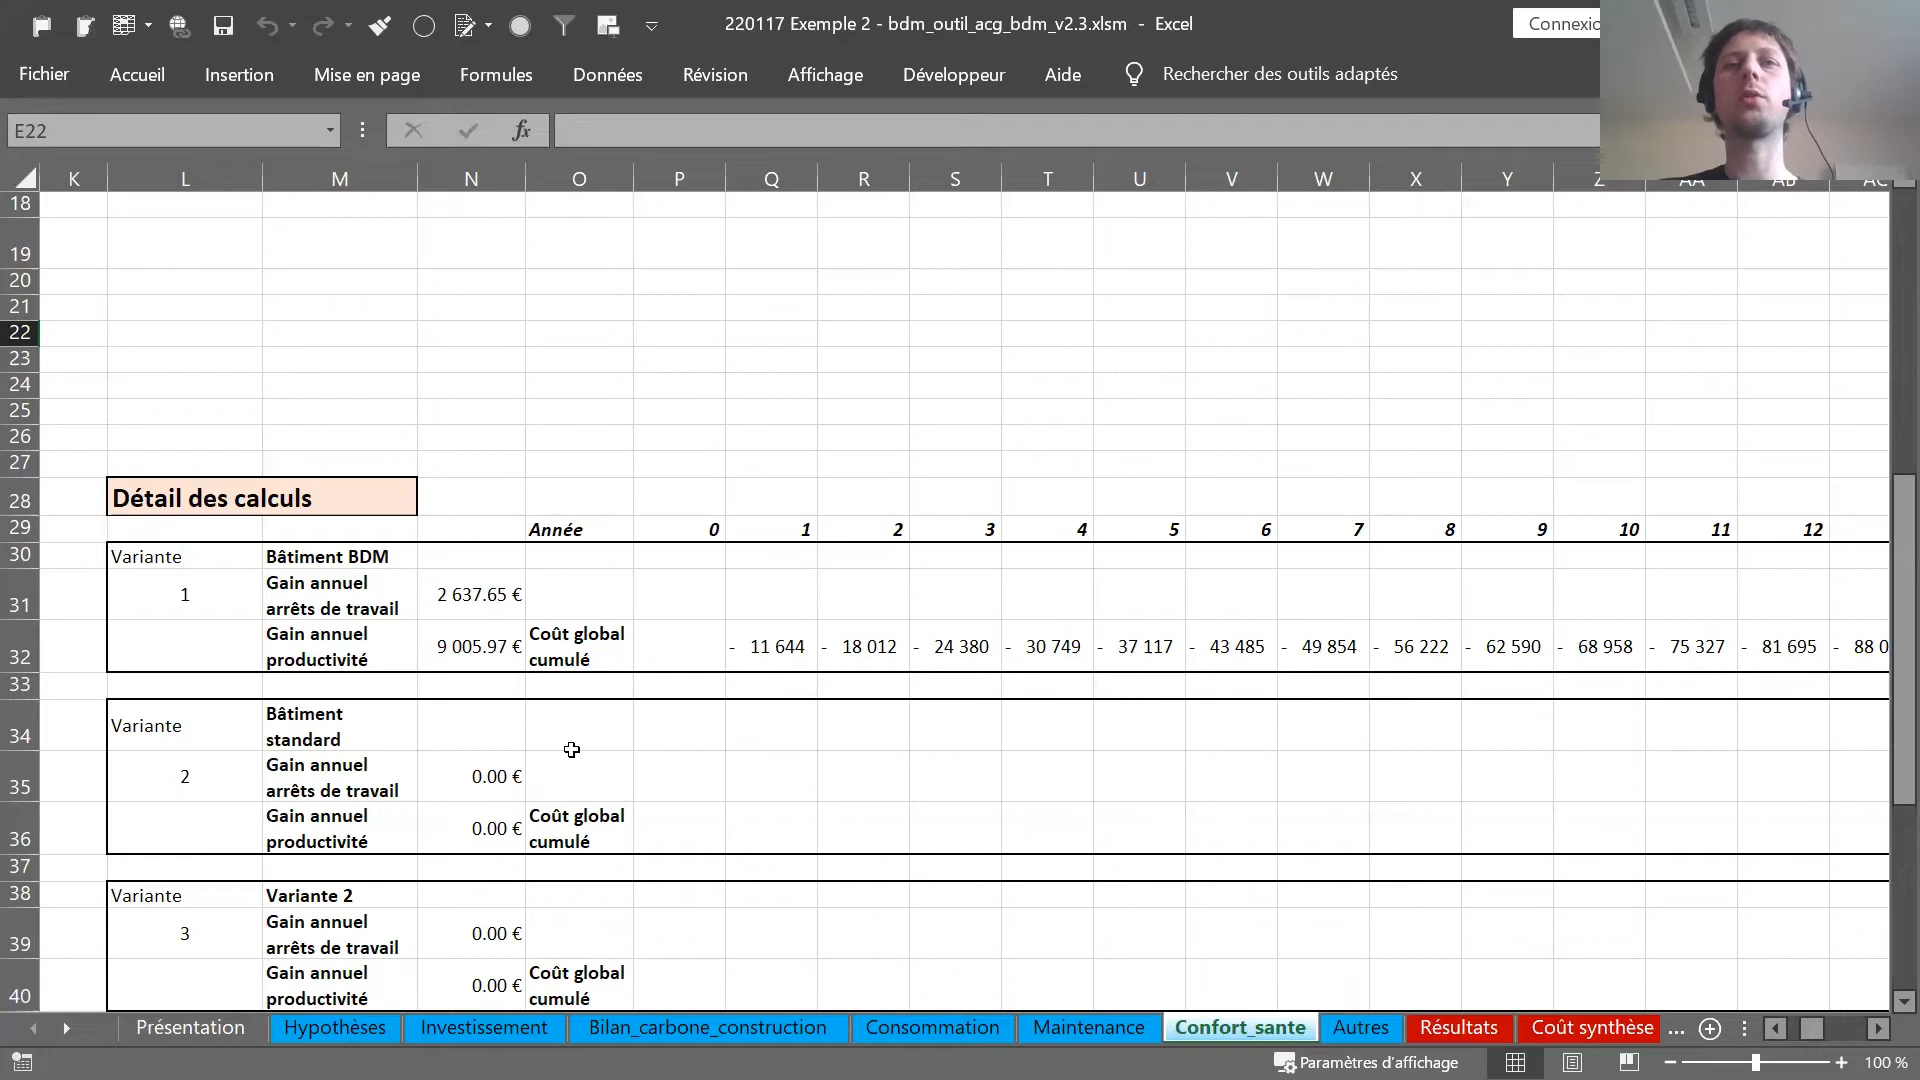 220117 Exemple 2 - bdm_outil_acg_bdm_v2.3.xlsm - Excel
Connexio
Fichier Accueil Insertion Mise en page Formules Données Révision Affichage Développeur Aide Rechercher des outils adaptés
E22 fx
K L M N O P Q R S T U V W X Y Z AA AB AC
18
19
20
21
22
23
24
25
26
27
28 Détail des calculs
29 Année 0 1 2 3 4 5 6 7 8 9 10 11 12
30 Variante Bâtiment BDM
31 1 Gain annuel
arrêts de travail 2 637.65 €
32 Gain annuel
productivité 9 005.97 € Coût global
cumulé - 11 644 - 18 012 - 24 380 - 30 749 - 37 117 - 43 485 - 49 854 - 56 222 - 62 590 - 68 958 - 75 327 - 81 695 - 88 0
33
34 Variante Bâtiment
standard
35 2 Gain annuel
arrêts de travail 0.00 €
36 Gain annuel
productivité 0.00 € Coût global
cumulé
37
38 Variante Variante 2
39 3 Gain annuel
arrêts de travail 0.00 €
40 Gain annuel
productivité 0.00 € Coût global
cumulé
Présentation Hypothèses Investissement Bilan_carbone_construction Consommation Maintenance Confort_sante Autres Résultats Coût synthèse ...
Paramètres d'affichage 100 %